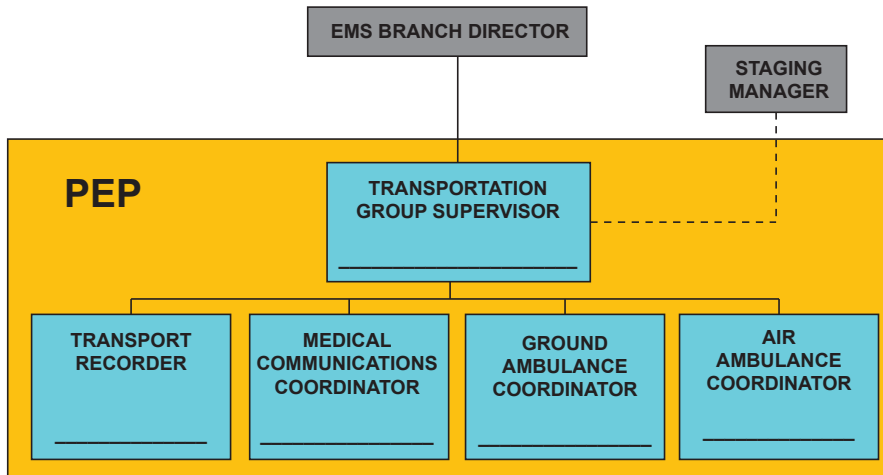 EMS BRANCH DIRECTOR
STAGING
MANAGER
PEP
TRANSPORTATION
GROUP SUPERVISOR
TRANSPORT
RECORDER
MEDICAL
COMMUNICATIONS
COORDINATOR
GROUND
AMBULANCE
COORDINATOR
AIR
AMBULANCE
COORDINATOR